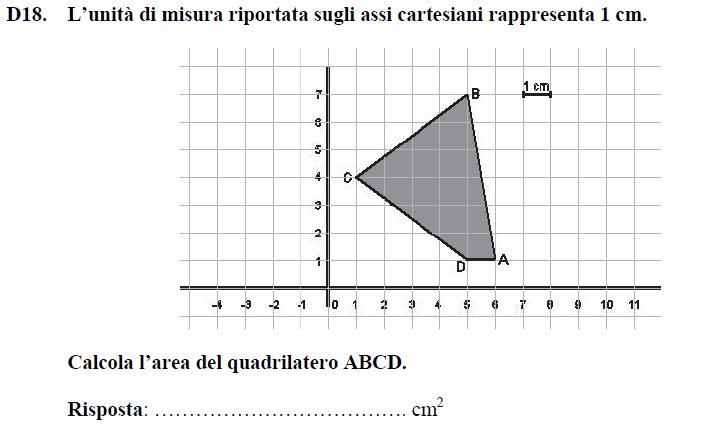 D18. L'unità di misura riportata sugli assi cartesiani rappresenta 1 cm.
7 B 1 cm
6
5
4 C
3
2
1 D A
-4 -3 -2 -1 0 1 2 3 4 5 6 7 8 9 10 11
Calcola l'area del quadrilatero ABCD.
Risposta: ………………………………. cm²